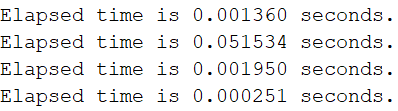 Elapsed time is 0.001360 seconds.
Elapsed time is 0.051534 seconds.
Elapsed time is 0.001950 seconds.
Elapsed time is 0.000251 seconds.